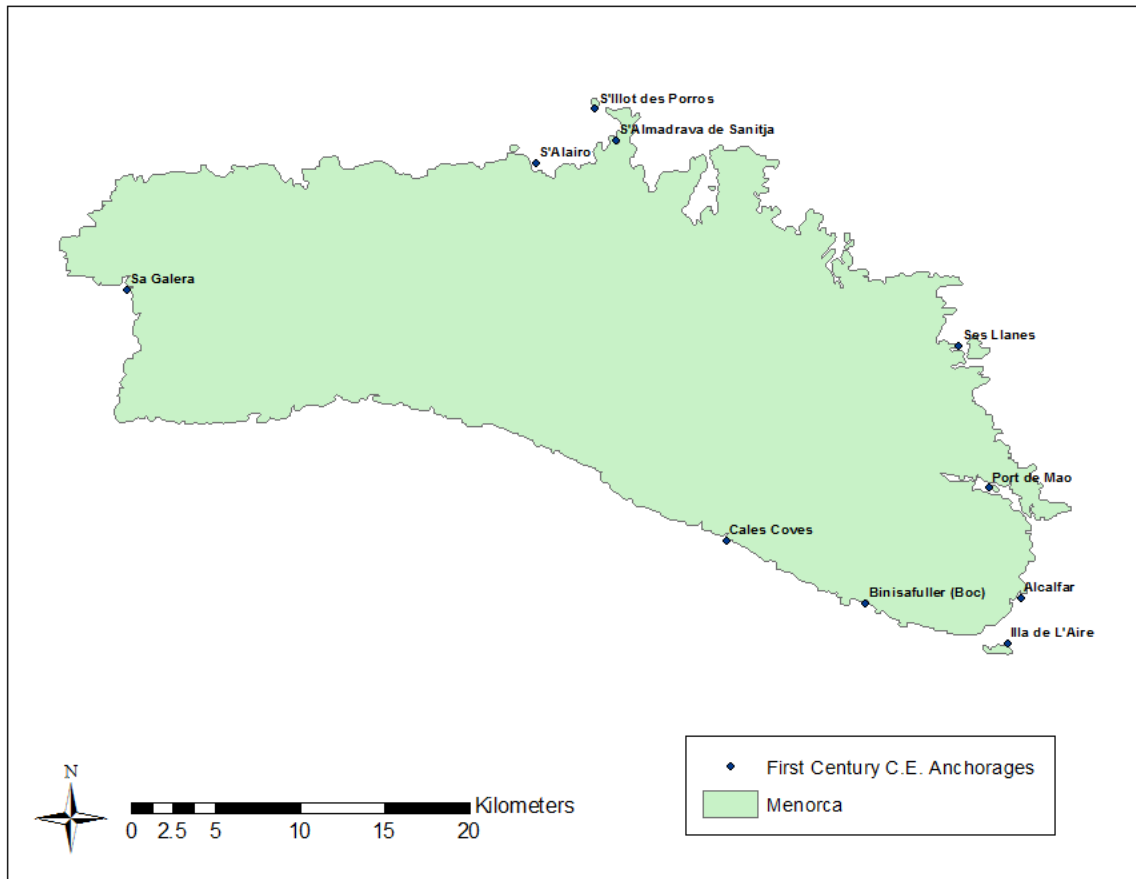 S'Illot des Porros
S'Almadrava de Sanitja
S'Alairo
Sa Galera
Ses Llanes
Port de Mao
Cales Coves
Binisafuller (Boc)
Alcalfar
Illa de L'Aire
N
Kilometers
0 2.5 5 10 15 20
First Century C.E. Anchorages
Menorca